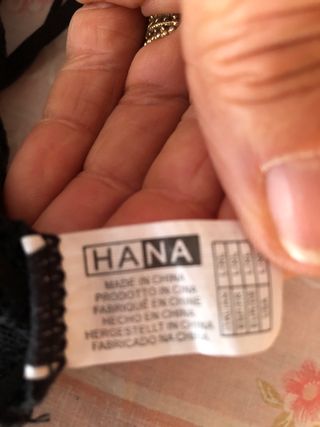 HANA
MADE IN CHINA
PRODOTTO IN CINA
FABRIQUÉ EN CHINE
HECHO EN CHINA
HERGESTELLT IN CHINA
FABRICADO NA CHINA